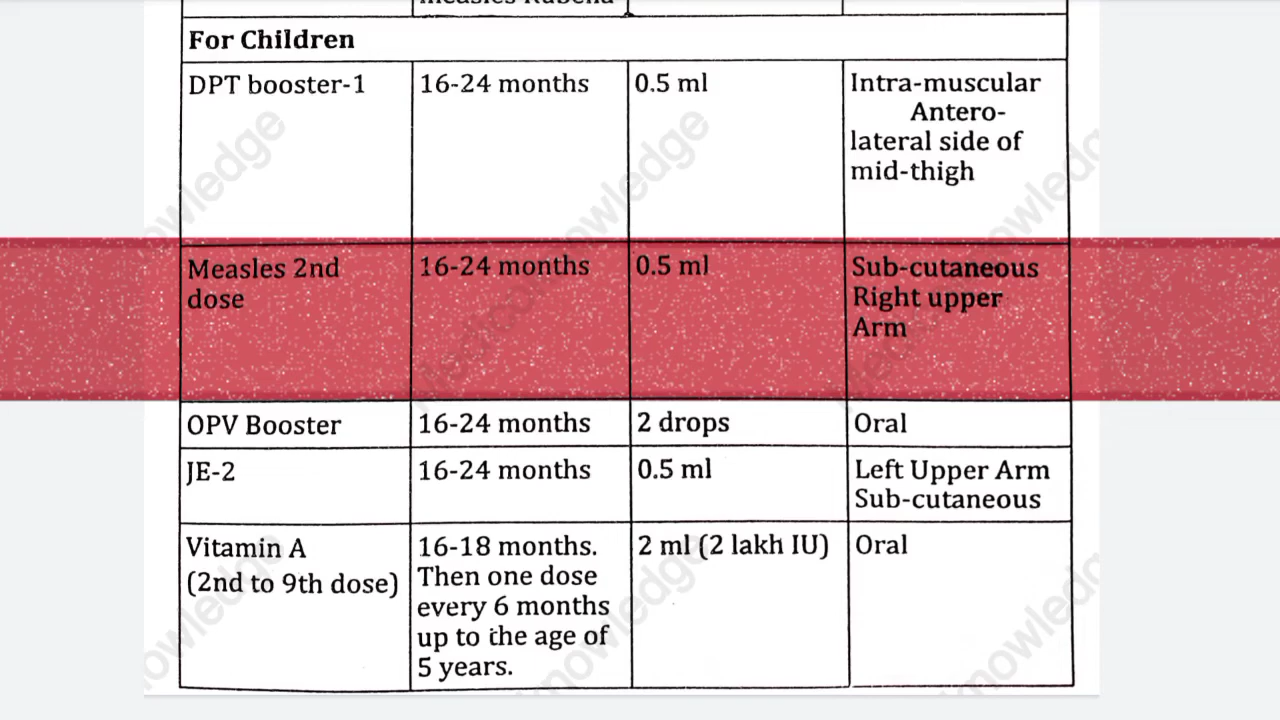 For Children
DPT booster-1
16-24 months
0.5 ml
Intra-muscular
Antero-
lateral side of
mid-thigh
Measles 2nd
dose
16-24 months
0.5 ml
Sub-cutaneous
Right upper
Arm
OPV Booster
16-24 months
2 drops
Oral
JE-2
16-24 months
0.5 ml
Left Upper Arm
Sub-cutaneous
Vitamin A
(2nd to 9th dose)
16-18 months.
Then one dose
every 6 months
up to the age of
5 years.
2 ml (2 lakh IU)
Oral